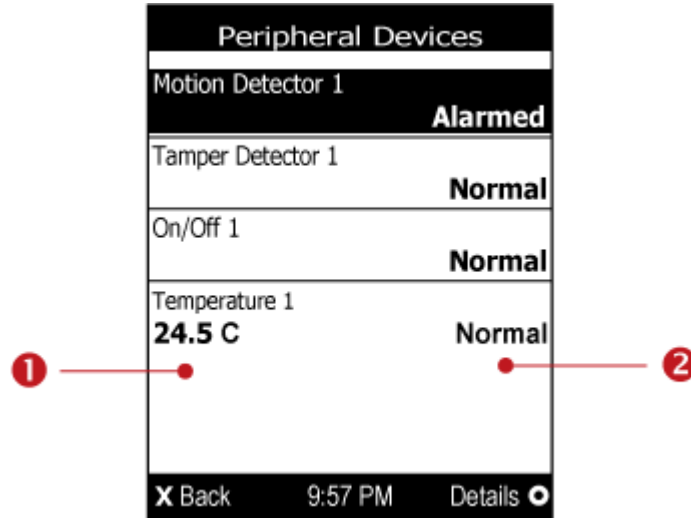 Peripheral Devices
Motion Detector 1
Alarmed
Tamper Detector 1
Normal
On/Off 1
Normal
Temperature 1
24.5 C Normal
1 2
X Back 9:57 PM Details O